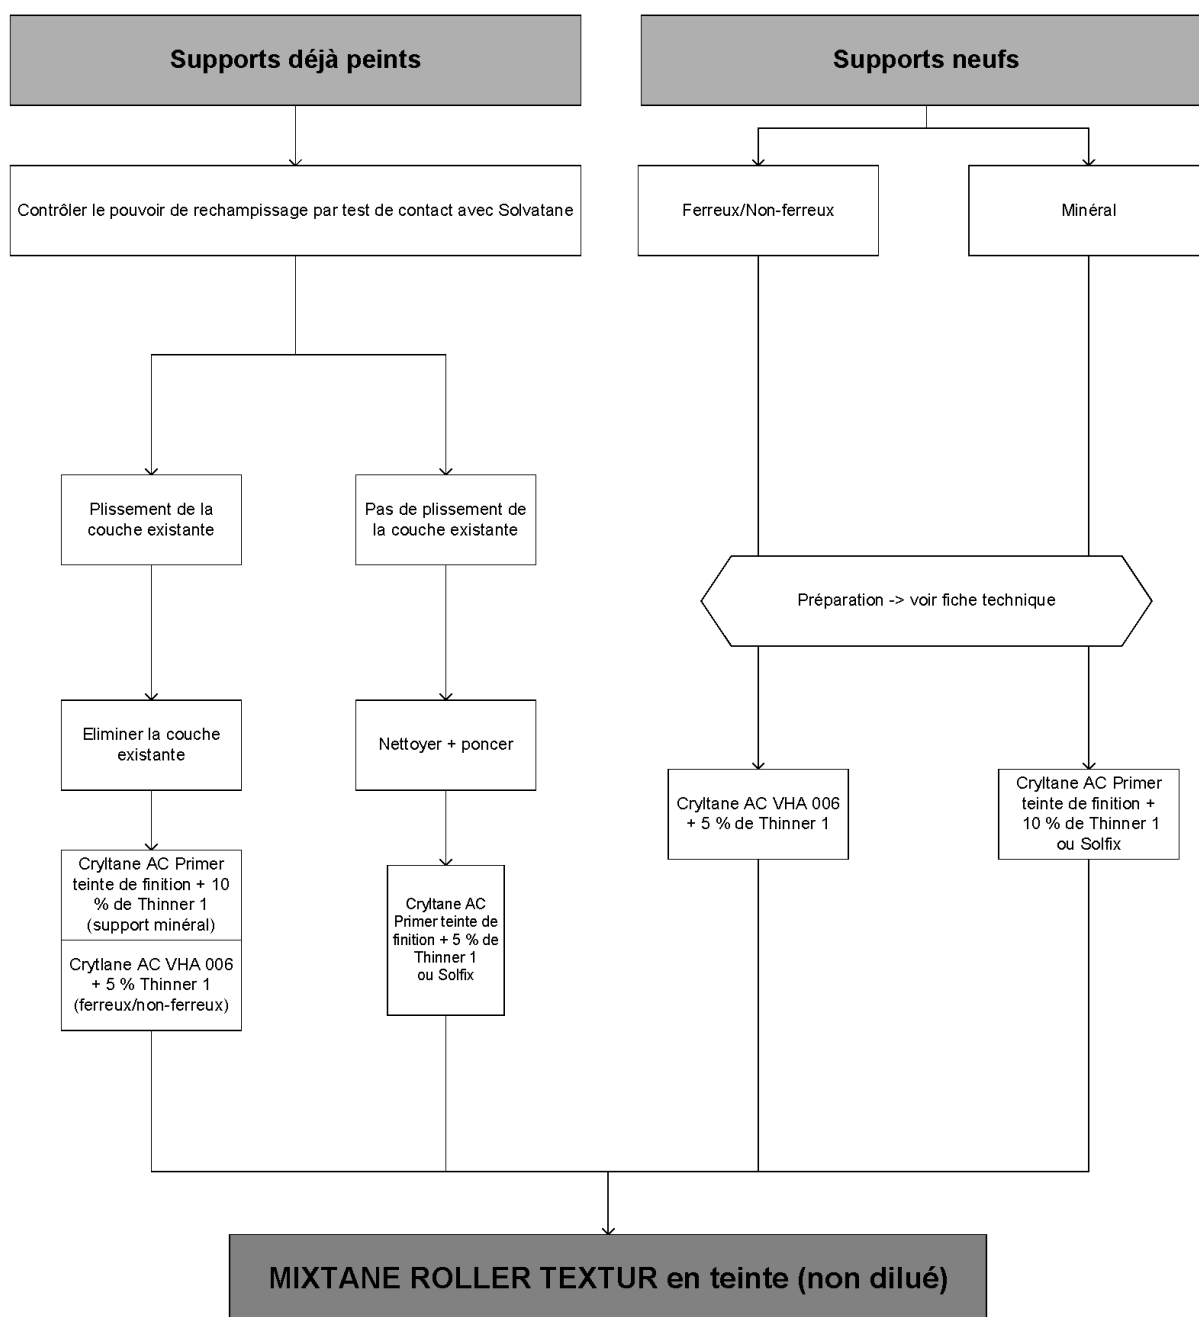 Supports déjà peints
Supports neufs
Contrôler le pouvoir de rechampissage par test de contact avec Solvatane
Ferreux/Non-ferreux
Minéral
Plissement de la
couche existante
Pas de plissement de
la couche existante
Préparation -> voir fiche technique
Eliminer la couche
existante
Nettoyer + poncer
Cryltane AC VHA 006
+ 5 % de Thinner 1
Cryltane AC Primer
teinte de finition +
10 % de Thinner 1
ou Solfix
Cryltane AC Primer
teinte de finition + 10
% de Thinner 1
(support minéral)
Crytlane AC VHA 006
+ 5 % Thinner 1
(ferreux/non-ferreux)
Cryltane AC
Primer teinte de
finition + 5 % de
Thinner 1
ou Solfix
MIXTANE ROLLER TEXTUR en teinte (non dilué)